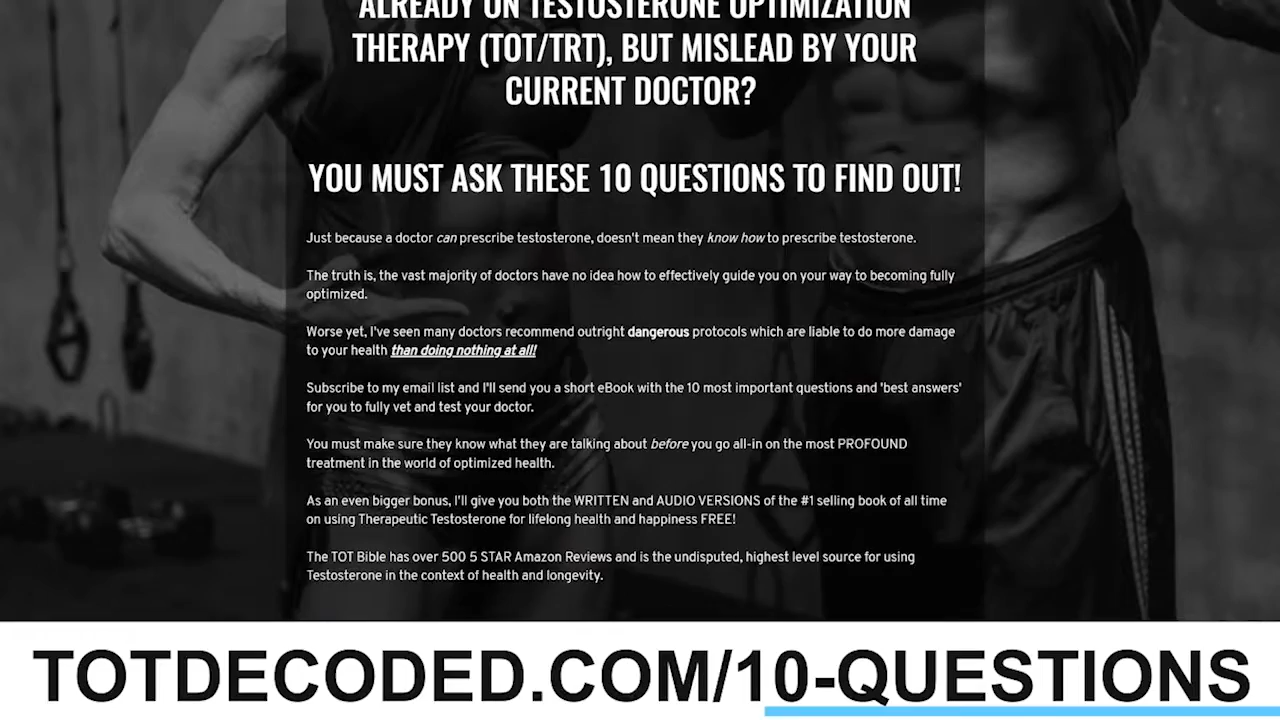 ALREADY ON TESTOSTERONE OPTIMIZATION
THERAPY (TOT/TRT), BUT MISLEAD BY YOUR
CURRENT DOCTOR?
YOU MUST ASK THESE 10 QUESTIONS TO FIND OUT!
Just because a doctor can prescribe testosterone, doesn't mean they know how to prescribe testosterone.
The truth is, the vast majority of doctors have no idea how to effectively guide you on your way to becoming fully
optimized.
Worse yet, I've seen many doctors recommend outright dangerous protocols which are liable to do more damage
to your health than doing nothing at all!
Subscribe to my email list and I'll send you a short eBook with the 10 most important questions and 'best answers'
for you to fully vet and test your doctor.
You must make sure they know what they are talking about before you go all-in on the most PROFOUND
treatment in the world of optimized health.
As an even bigger bonus, I'll give you both the WRITTEN and AUDIO VERSIONS of the #1 selling book of all time
on using Therapeutic Testosterone for lifelong health and happiness FREE!
The TOT Bible has over 500 5 STAR Amazon Reviews and is the undisputed, highest level source for using
Testosterone in the context of health and longevity.
TOTDECODED.COM/10-QUESTIONS